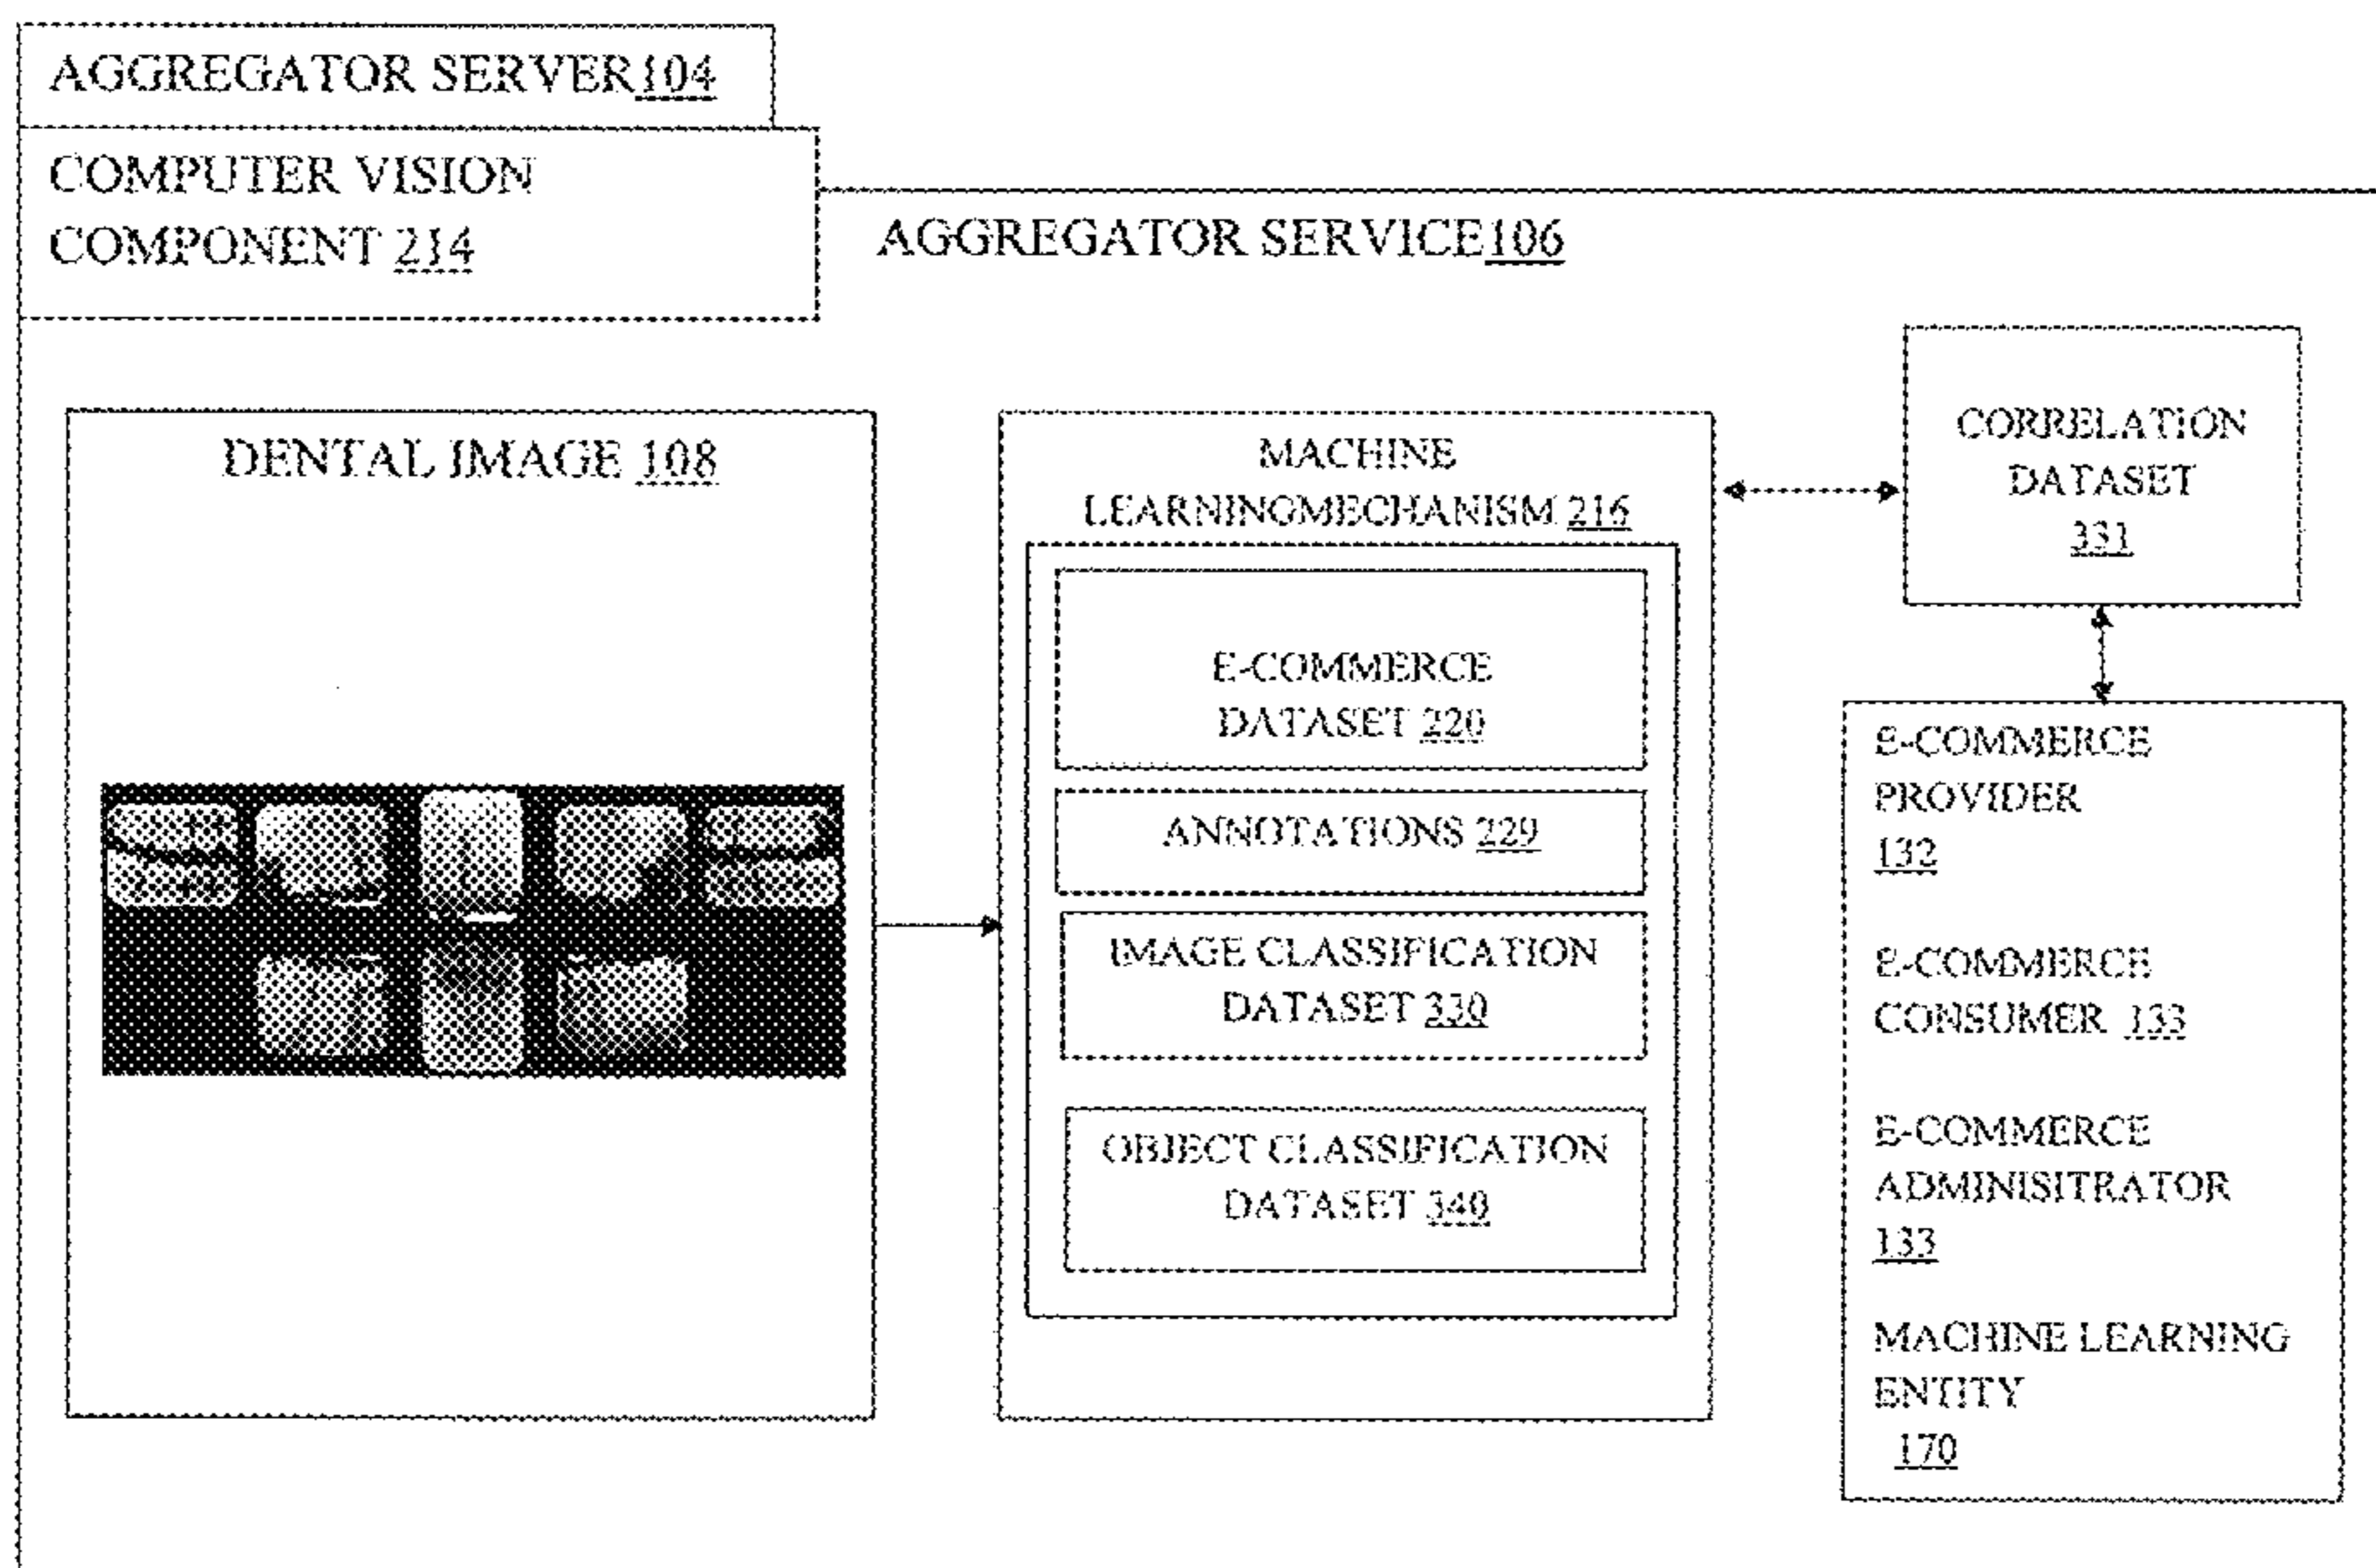 AGGREGATOR SERVER104
COMPUTER VISION
COMPONENT 214
AGGREGATOR SERVICE106
DENTAL IMAGE 108
MACHINE
LEARNINGMECHANISM 216
E-COMMERCE
DATASET 220
ANNOTATIONS 229
IMAGE CLASSIFICATION
DATASET 330
OBJECT CLASSIFICATION
DATASET 340
CORRELATION
DATASET
331
E-COMMERCE
PROVIDER
132
E-COMMERCE
CONSUMER 133
E-COMMERCE
ADMINISITRATOR
133
MACHINE LEARNING
ENTITY
170